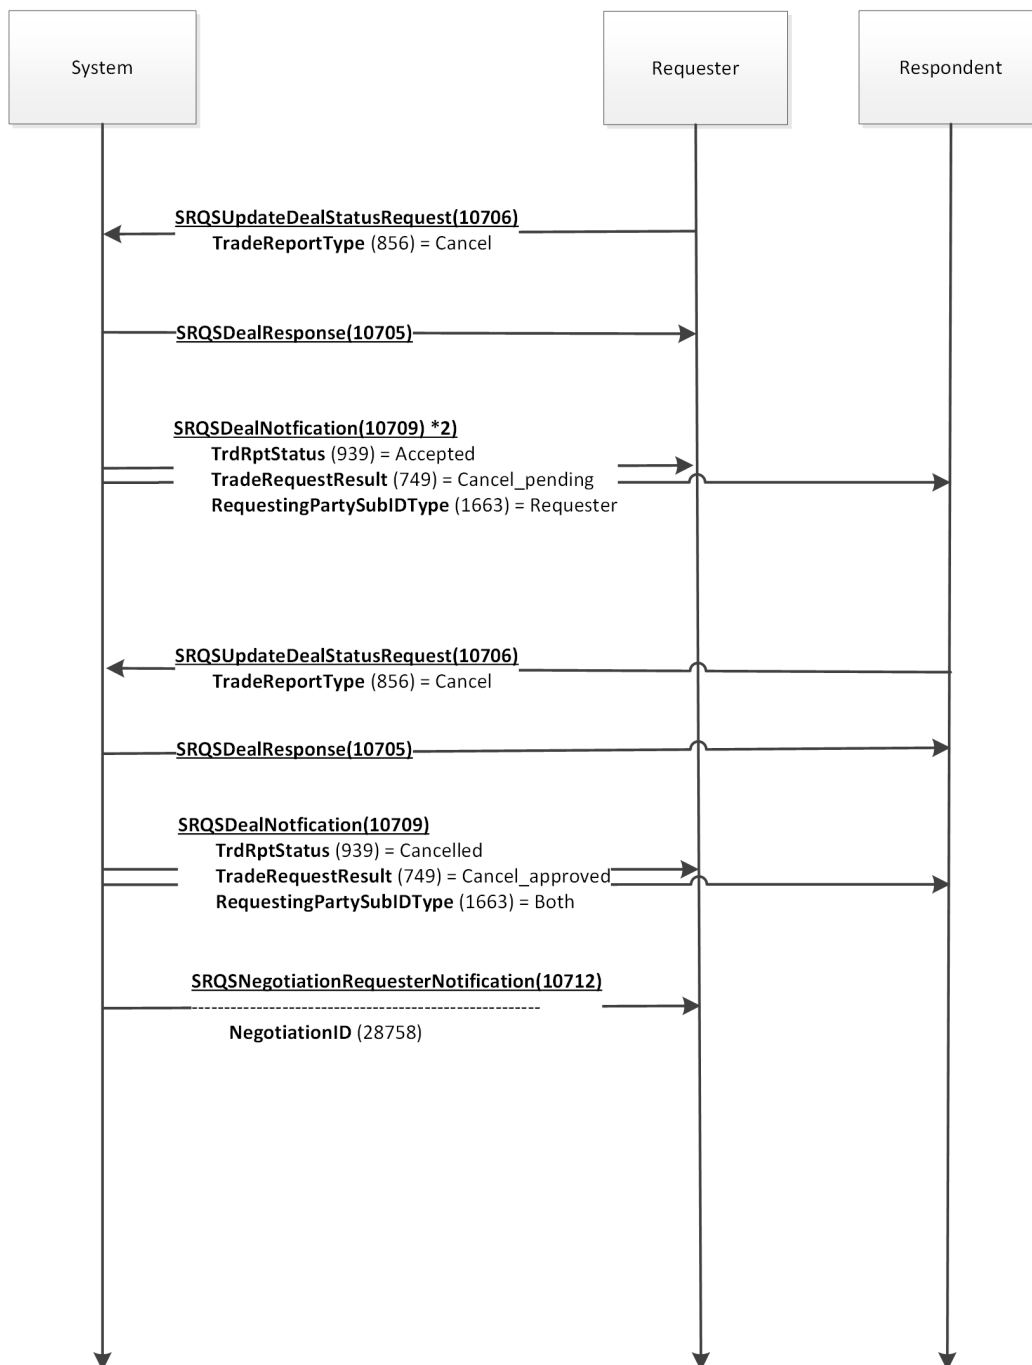 System
Requester
Respondent
SRQSUpdateDealStatusRequest(10706)
TradeReportType (856) = Cancel
SRQSDealResponse(10705)
SRQSDealNotfication(10709) *2)
TrdRptStatus (939) = Accepted
TradeRequestResult (749) = Cancel_pending
RequestingPartySubIDType (1663) = Requester
SRQSUpdateDealStatusRequest(10706)
TradeReportType (856) = Cancel
SRQSDealResponse(10705)
SRQSDealNotfication(10709)
TrdRptStatus (939) = Cancelled
TradeRequestResult (749) = Cancel_approved
RequestingPartySubIDType (1663) = Both
SRQSNegotiationRequesterNotification(10712)
NegotiationID (28758)